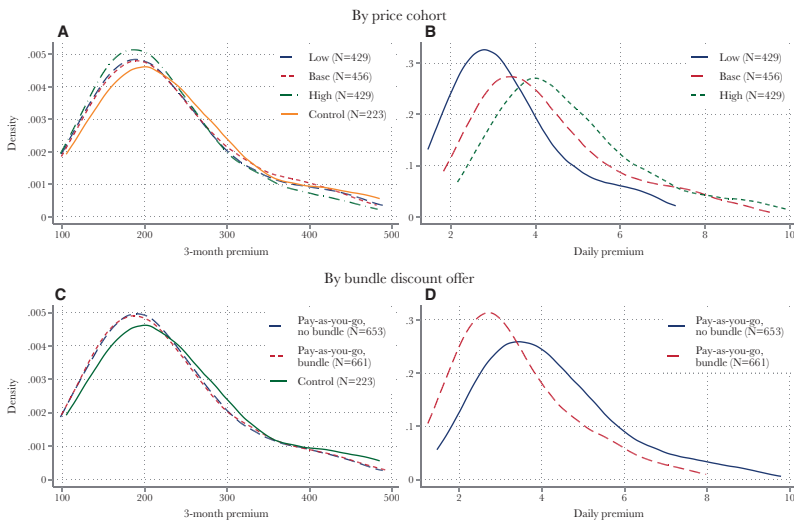 By price cohort
A
B
.005
.004
.003
.002
.001
0
Density
Low (N=429)
Base (N=456)
High (N=429)
Control (N=223)
100
200
300
400
500
3-month premium
.3
.2
.1
0
Low (N=429)
Base (N=456)
High (N=429)
2
4
6
8
10
Daily premium
By bundle discount offer
C
D
.005
.004
.003
.002
.001
0
Density
Pay-as-you-go,
no bundle (N=653)
Pay-as-you-go,
bundle (N=661)
Control (N=223)
100
200
300
400
500
3-month premium
.3
.2
.1
0
Pay-as-you-go,
no bundle (N=653)
Pay-as-you-go,
bundle (N=661)
2
4
6
8
10
Daily premium